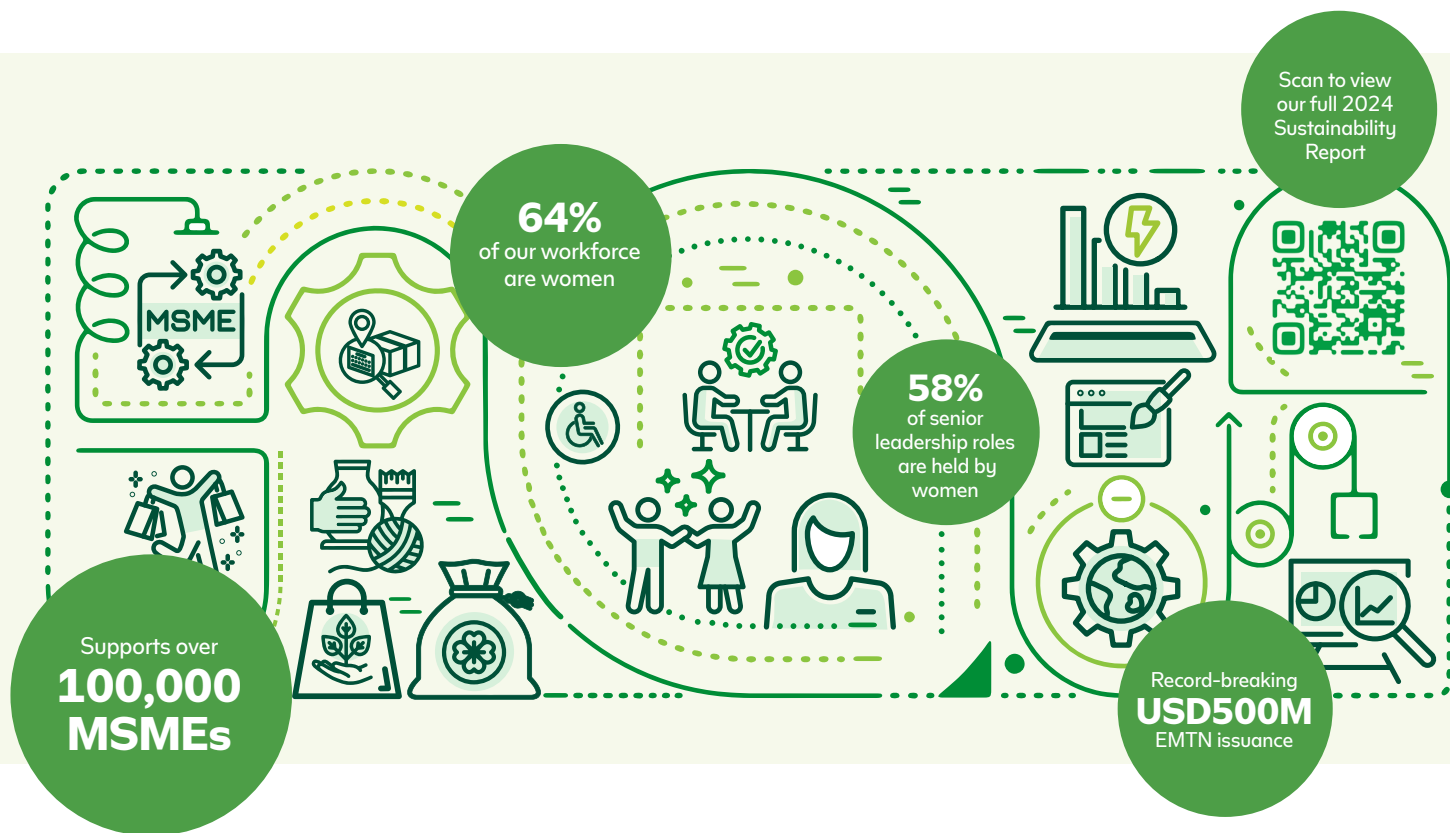 Scan to view
our full 2024
Sustainability
Report
64%
of our workforce
are women
MSME
58%
of senior
leadership roles
are held by
women
Supports over
100,000
MSMEs
Record-breaking
USD500M
EMTN issuance